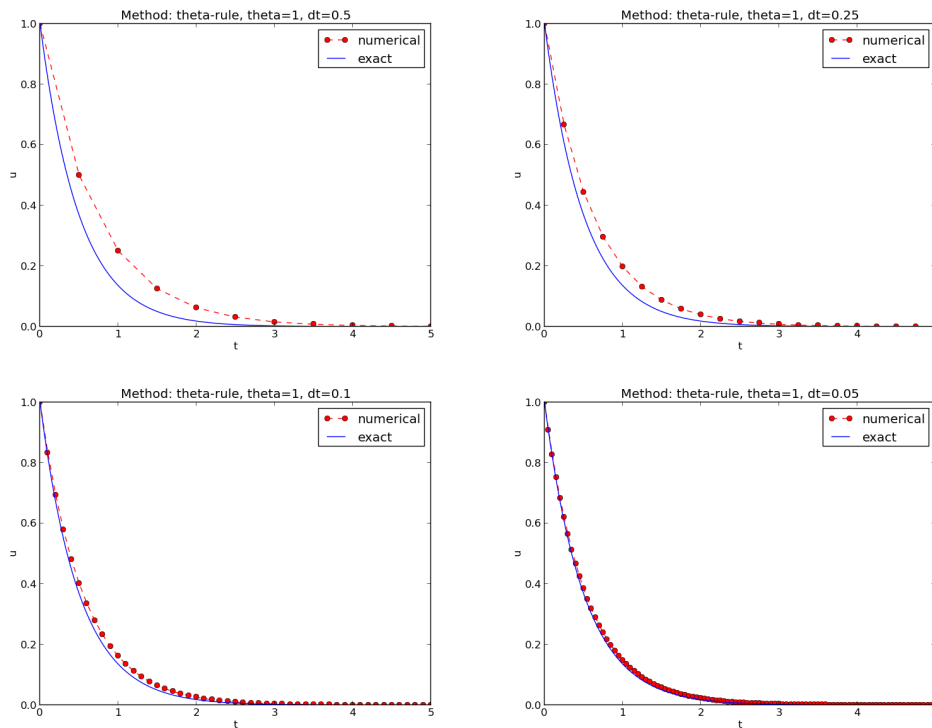 Method: theta-rule, theta=1, dt=0.5
1.0
0.8
0.6
0.4
0.2
0.0
u
numerical
exact
0 1 2 3 4 5
t
Method: theta-rule, theta=1, dt=0.25
1.0
0.8
0.6
0.4
0.2
0.0
u
numerical
exact
0 1 2 3 4
t
Method: theta-rule, theta=1, dt=0.1
1.0
0.8
0.6
0.4
0.2
0.0
u
numerical
exact
0 1 2 3 4 5
t
Method: theta-rule, theta=1, dt=0.05
1.0
0.8
0.6
0.4
0.2
0.0
u
numerical
exact
0 1 2 3 4
t